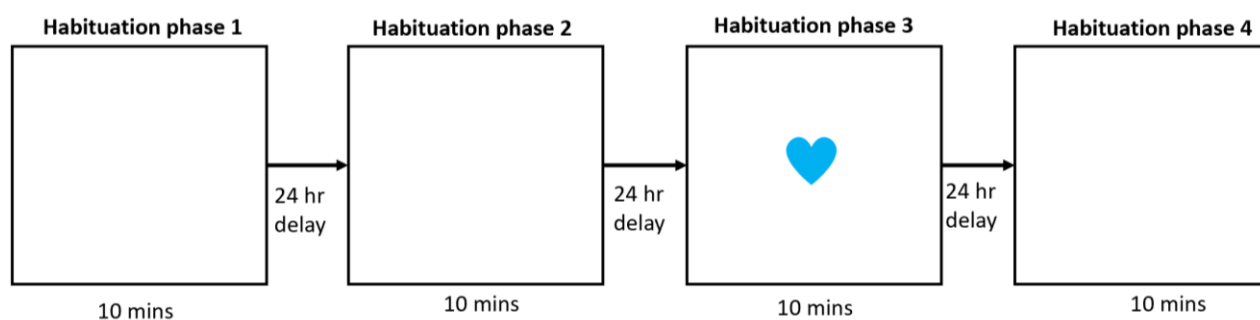 Habituation phase 1
Habituation phase 2
Habituation phase 3
Habituation phase 4
24 hr
delay
24 hr
delay
24 hr
delay
10 mins
10 mins
10 mins
10 mins